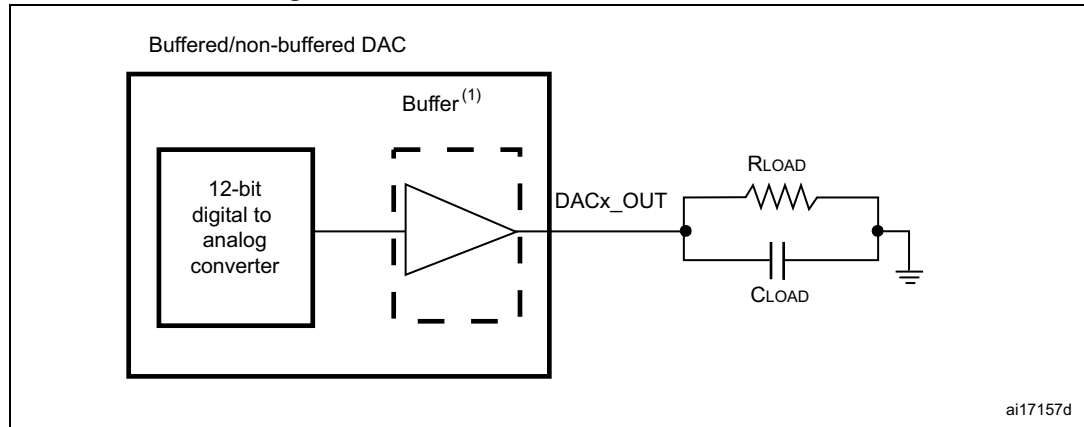 Buffered/non-buffered DAC
Buffer(1)
12-bit
digital to
analog
converter
DACx_OUT
RLOAD
CLOAD
ai17157d